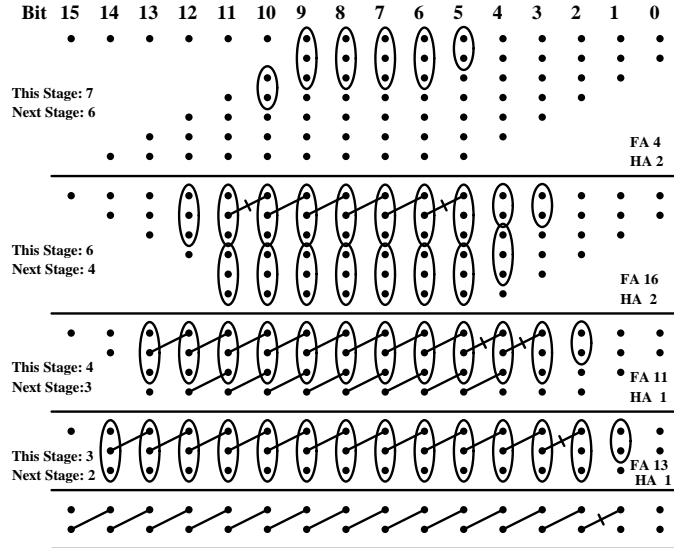 Bit 15 14 13 12 11 10 9 8 7 6 5 4 3 2 1 0
This Stage: 7
Next Stage: 6
FA 4
HA 2
This Stage: 6
Next Stage: 4
FA 16
HA 2
This Stage: 4
Next Stage:3
FA 11
HA 1
This Stage: 3
Next Stage: 2
FA 13
HA 1